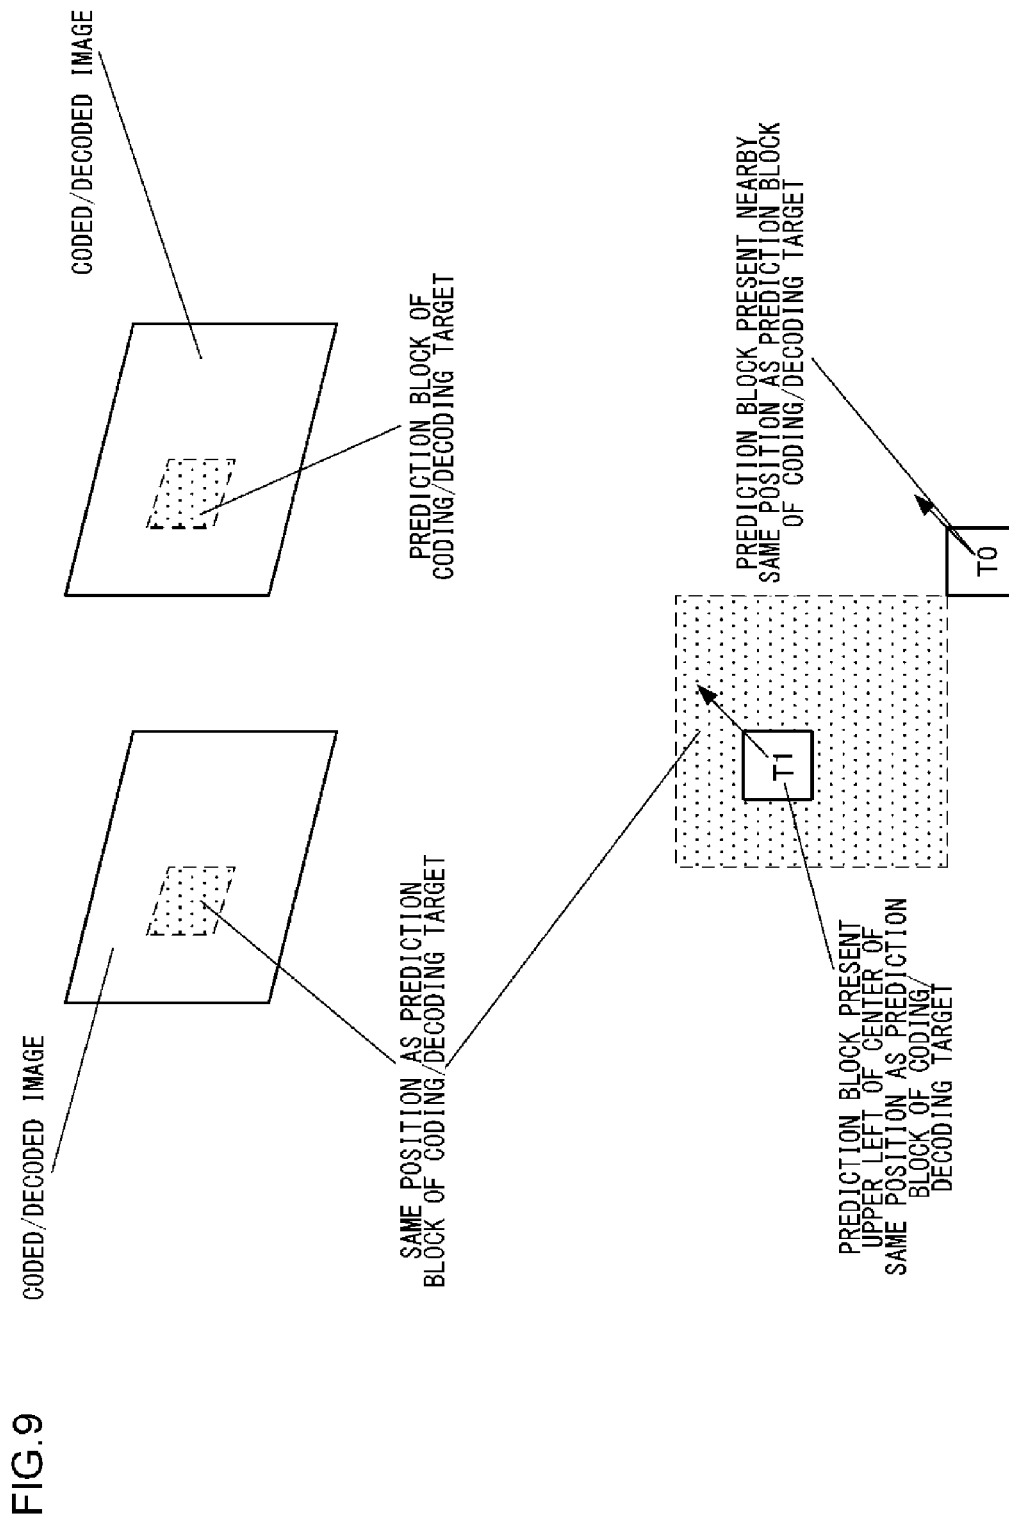 FIG.9
CODED/DECODED IMAGE
CODED/DECODED IMAGE
SAME POSITION AS PREDICTION
BLOCK OF CODING/DECODING TARGET
PREDICTION BLOCK OF
CODING/DECODING TARGET
PREDICTION BLOCK PRESENT
UPPER LEFT OF CENTER OF
SAME POSITION AS PREDICTION
BLOCK OF CODING/
DECODING TARGET
T1
PREDICTION BLOCK PRESENT NEARBY
SAME POSITION AS PREDICTION BLOCK
OF CODING/DECODING TARGET
T0